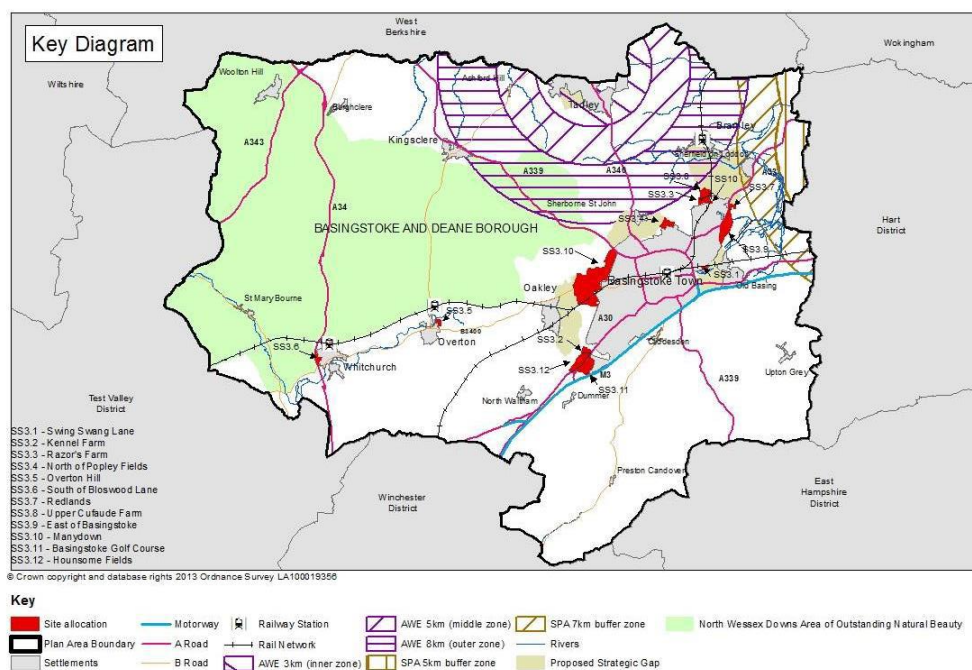 Key Diagram
West
Berkshire
Wokingham
Wiltshire
Woolton Hill
Burghclere
Ashford Hill
Tadley
Bramley
Kingsclere
Sherfield on Loddon
A343
A34
A339
A340
A33
SS3.8
SS10
SS3.3
SS3.7
Sherborne St John
SS3.4
BASINGSTOKE AND DEANE BOROUGH
Hart
District
SS3.10
SS3.9
SS3.1
Oakley
Basingstoke Town
Old Basing
St Mary Bourne
SS3.5
A30
B3400
Overton
SS3.6
SS3.2
Cliddesden
Whitchurch
SS3.12
M3
SS3.11
A339
Upton Grey
North Waltham
Dummer
Test Valley
District
Preston Candover
Winchester
District
East
Hampshire
District
SS3.1 - Swing Swang Lane
SS3.2 - Kennel Farm
SS3.3 - Razor's Farm
SS3.4 - North of Popley Fields
SS3.5 - Overton Hill
SS3.6 - South of Bloswood Lane
SS3.7 - Redlands
SS3.8 - Upper Cufaude Farm
SS3.9 - East of Basingstoke
SS3.10 - Manydown
SS3.11 - Basingstoke Golf Course
SS3.12 - Hounsome Fields
© Crown copyright and database rights 2013 Ordnance Survey LA100019356
Key
Site allocation
Motorway
Railway Station
AWE 5km (middle zone)
SPA 7km buffer zone
North Wessex Downs Area of Outstanding Natural Beauty
Plan Area Boundary
A Road
Rail Network
AWE 8km (outer zone)
Rivers
Settlements
B Road
AWE 3km (inner zone)
SPA 5km buffer zone
Proposed Strategic Gap